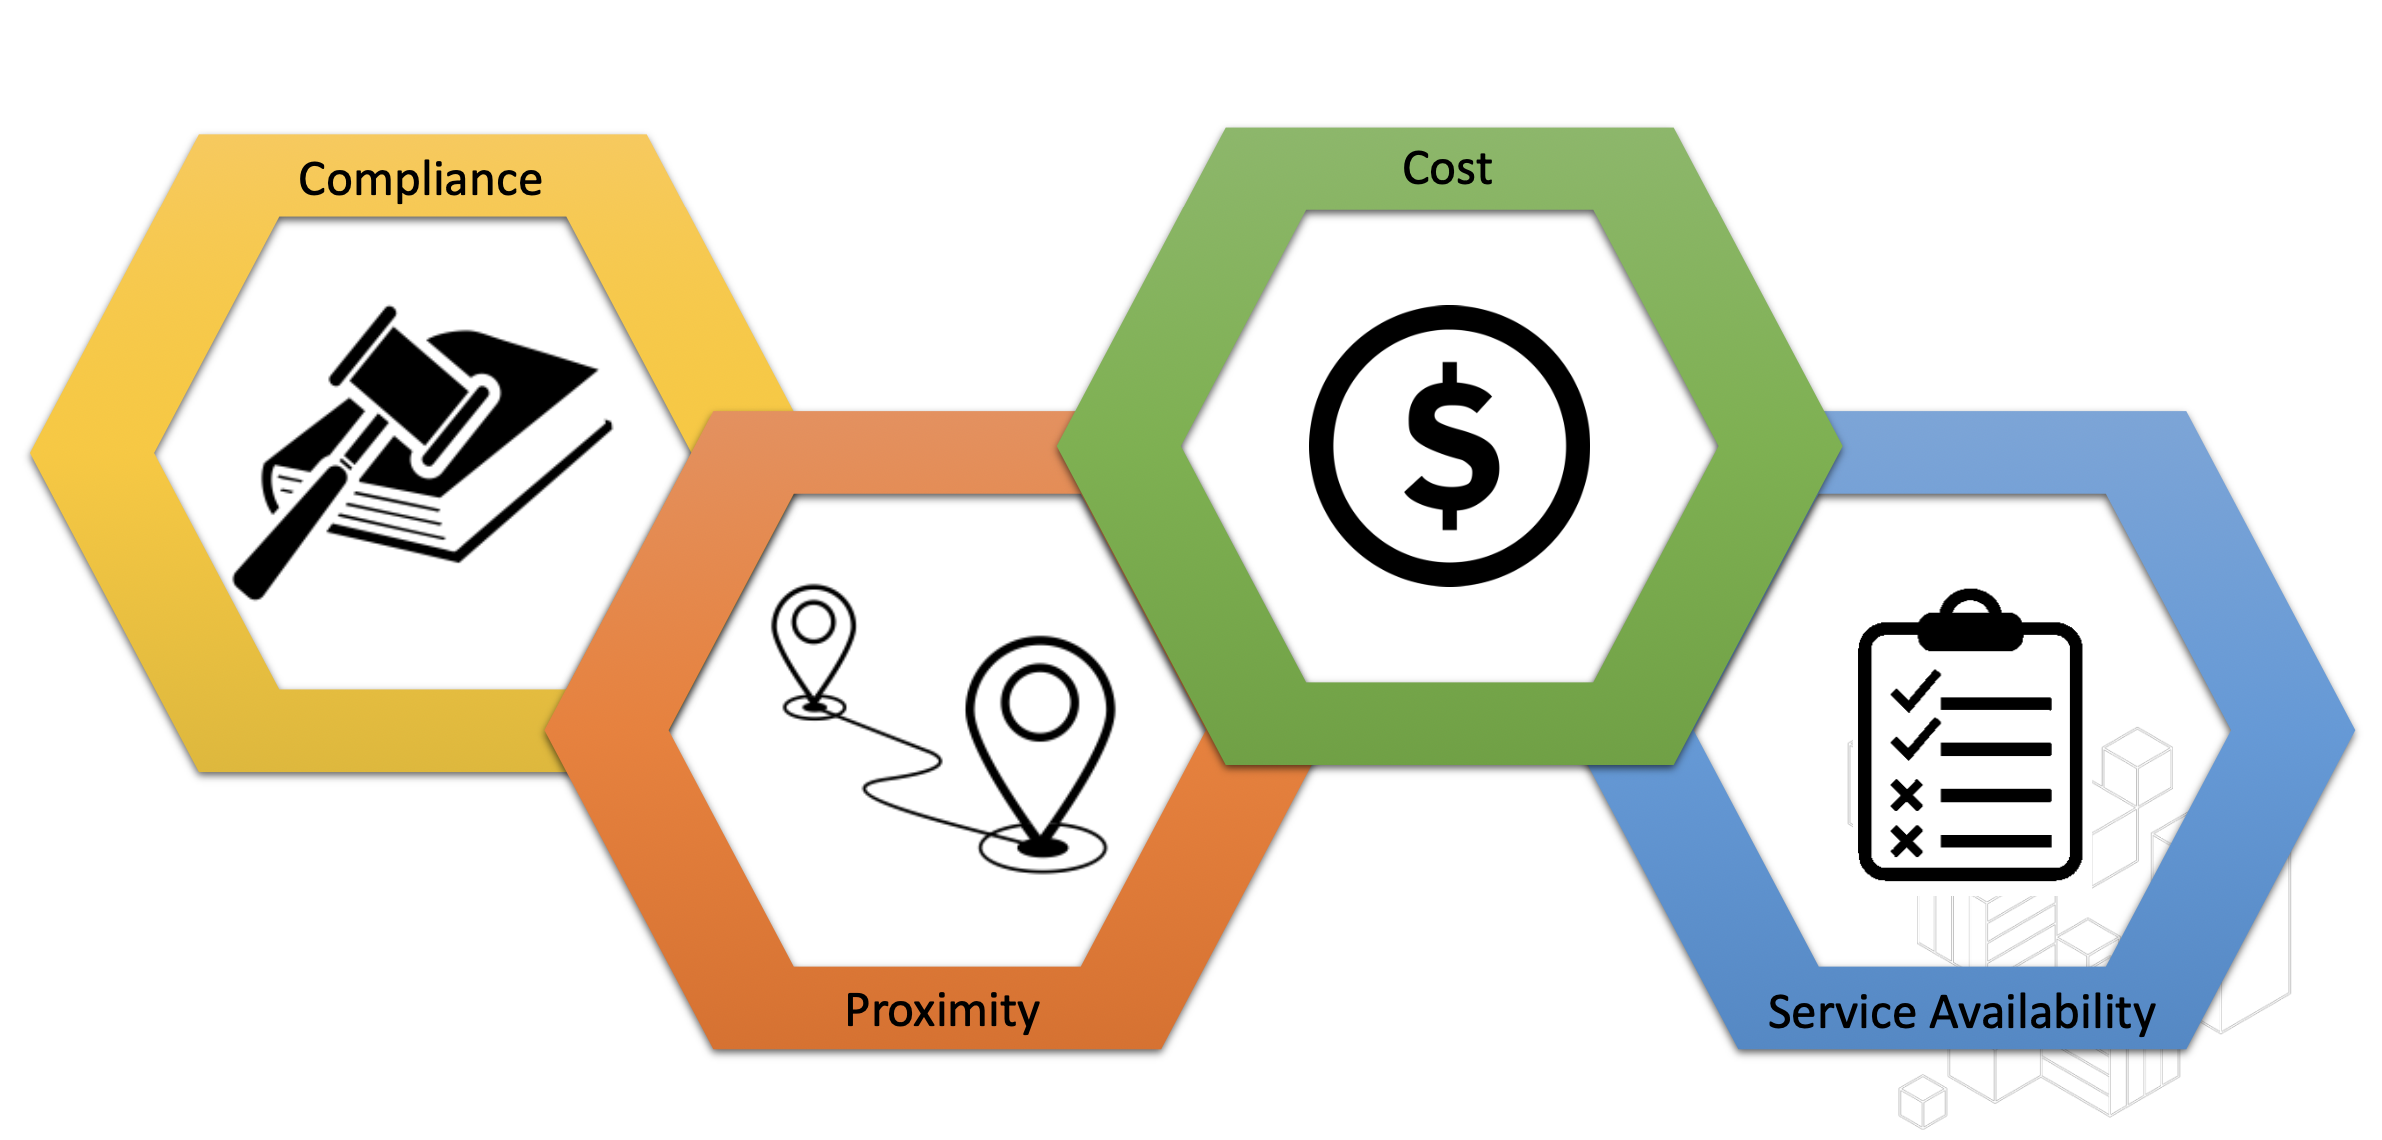 Compliance
Proximity
Cost
Service Availability